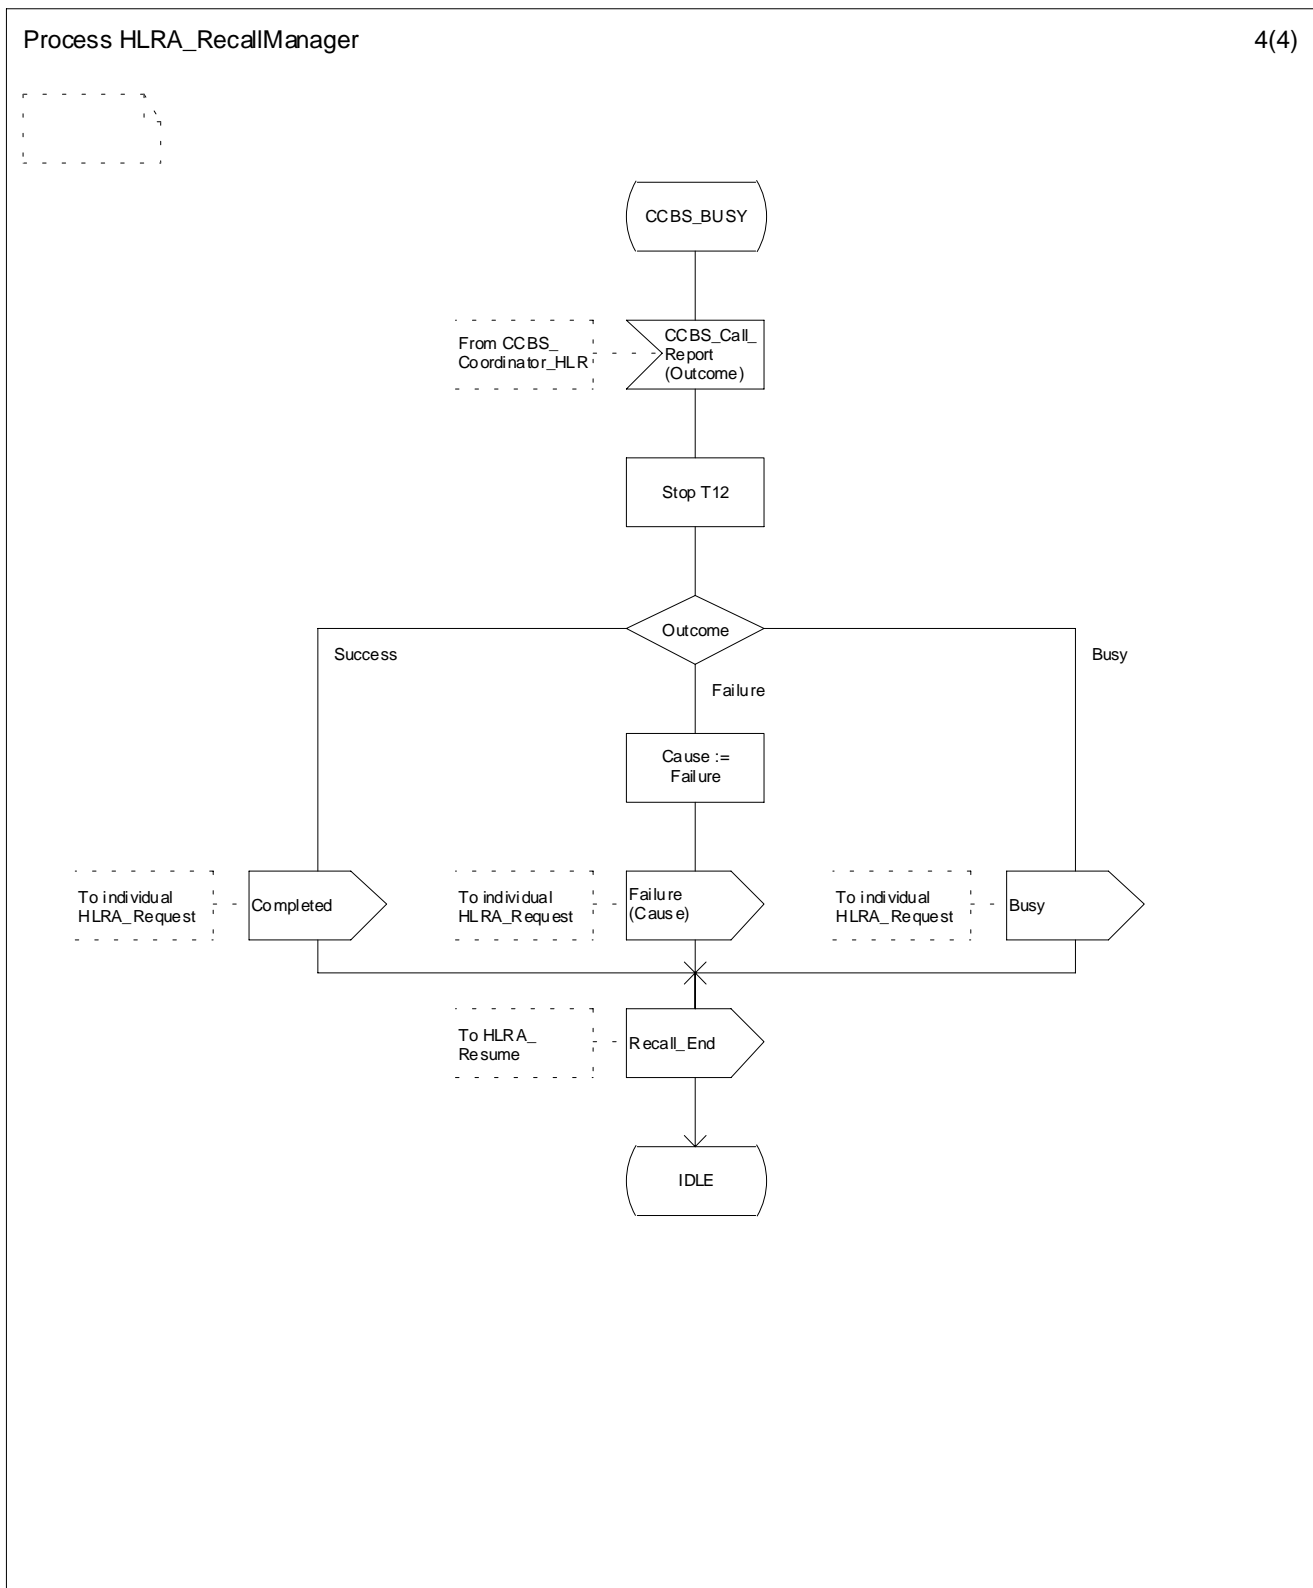 Process HLRA_RecallManager
4(4)
CCBS_BUSY
From CCBS_
Coordinator_HLR
CCBS_Call_
Report
(Outcome)
Stop T12
Outcome
Success
Failure
Busy
Cause :=
Failure
To individual
HLRA_Request
Completed
To individual
HLRA_Request
Failure
(Cause)
To individual
HLRA_Request
Busy
To HLRA_
Resume
Recall_End
IDLE